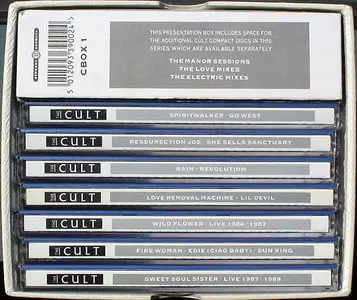 THIS PRESENTATION BOX INCLUDES SPACE FOR
THE ADDITIONAL CULT COMPACT DISCS IN THIS
SERIES WHICH ARE AVAILABLE SEPARATELY
THE MANOR SESSIONS
THE LOVE MIXES
THE ELECTRIC MIXES
5 012093 390024 >
CBOX 1
THE CULT SPIRITWALKER · GO WEST
THE CULT RESSURECTION JOE · SHE SELLS SANCTUARY
THE CULT RAIN · REVOLUTION
THE CULT LOVE REMOVAL MACHINE · LIL' DEVIL
THE CULT WILD FLOWER · LIVE 1986 / 1987
THE CULT FIRE WOMAN · EDIE (CIAO BABY) · SUN KING
THE CULT SWEET SOUL SISTER · LIVE 1987 · 1989